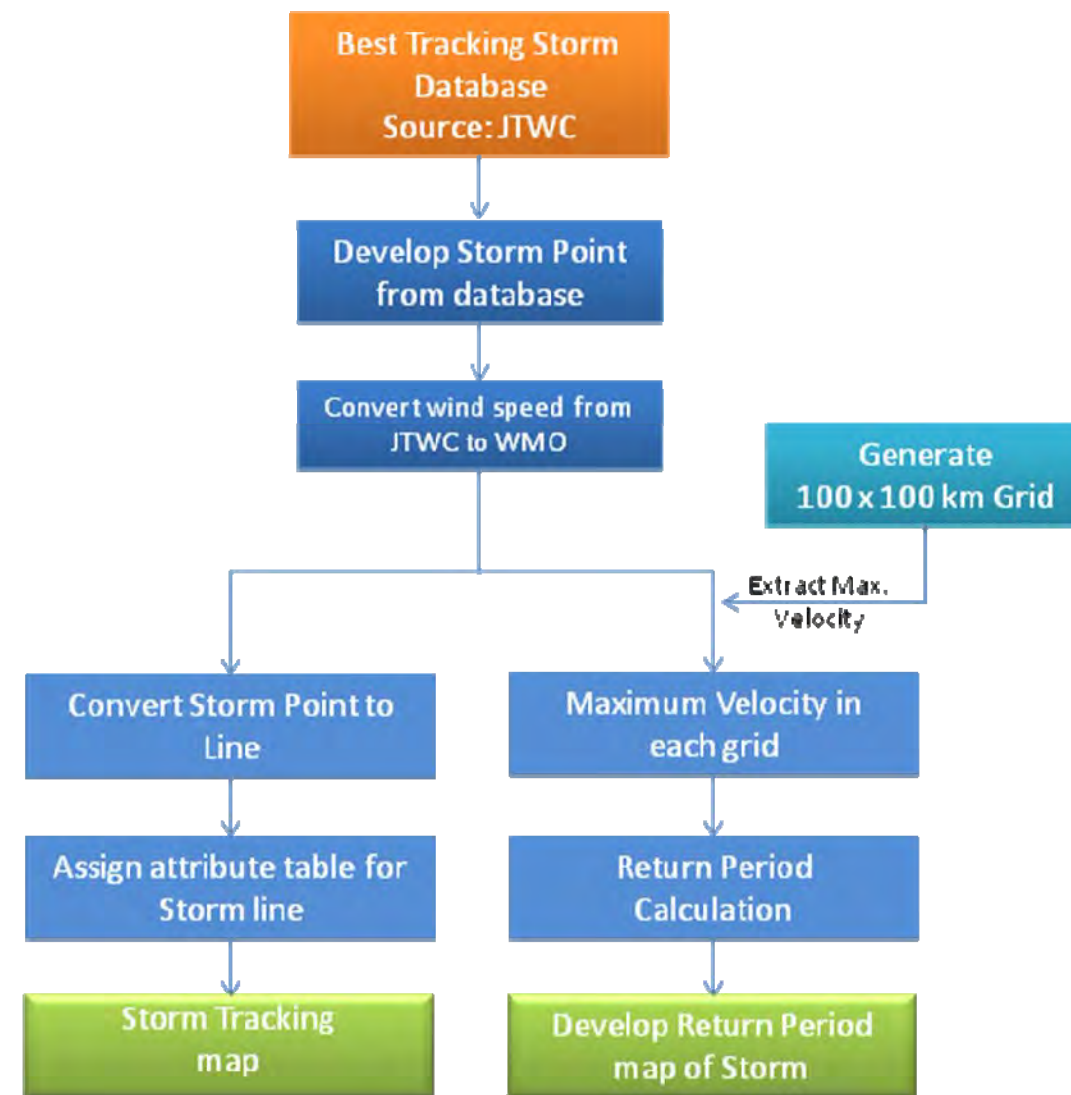 Best Tracking Storm
Database
Source: JTWC
Develop Storm Point
from database
Convert wind speed from
JTWC to WMO
Generate
100 x 100 km Grid
Extract Max.
Velocity
Convert Storm Point to
Line
Maximum Velocity in
each grid
Assign attribute table for
Storm line
Return Period
Calculation
Storm Tracking
map
Develop Return Period
map of Storm